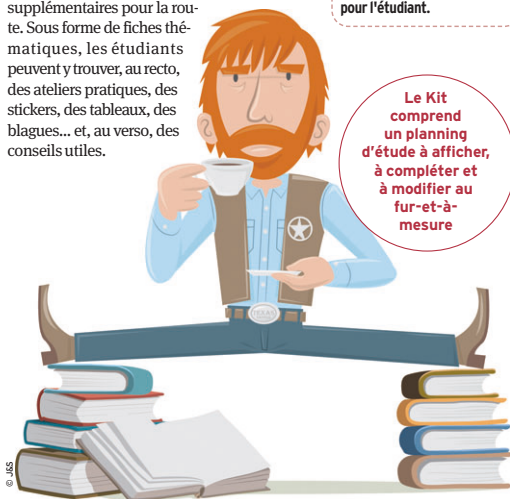 supplémentaires pour la rou-
te. Sous forme de fiches thé-
matiques, les étudiants
peuvent y trouver, au recto,
des ateliers pratiques, des
stickers, des tableaux, des
blagues... et, au verso, des
conseils utiles.
pour l'étudiant.
Le Kit
comprend
un planning
d'étude à afficher,
à compléter et
à modifier au
fur-et-à-
mesure
TEXAS
© J&S